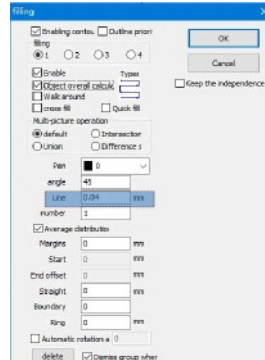 filling
Enabling contou Outline priori
filling
1 2 3 4
OK
Cancel
Enable Types
Object overall calculc
Walk around
cross fill Quick fill
Keep the independence
Multi-picture operation
default Intersection
Union Difference s
Pen 0
angle 45
Line 0.04 mm
number 1
Average distribution
Margins 0 mm
Start 0 mm
End offset 0 mm
Straight 0 mm
Boundary 0
Ring 0 mm
Automatic rotation a 0
delete Dismiss group wher